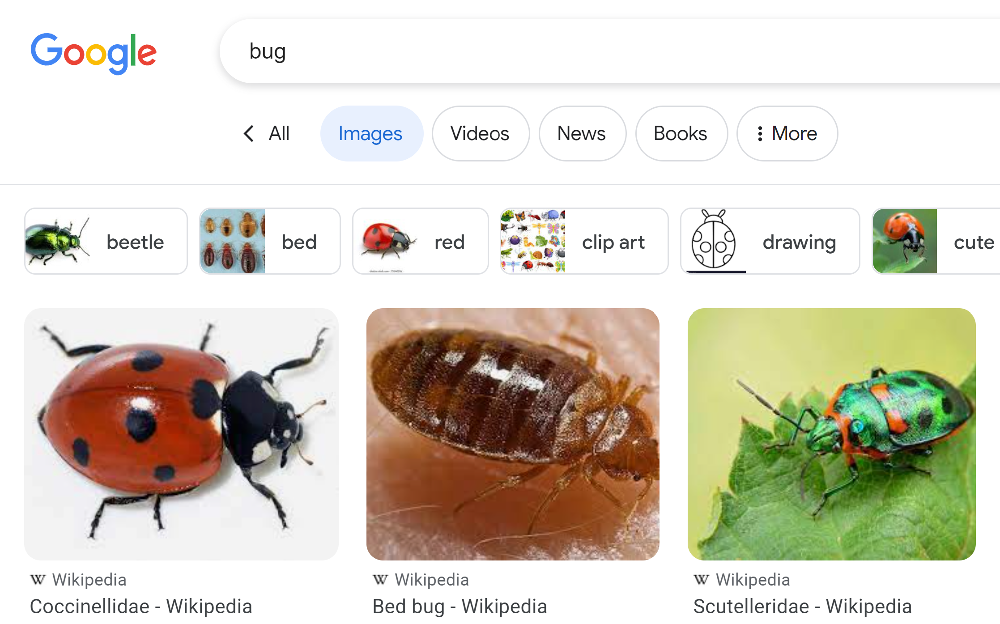 Google
bug
All Images Videos News Books More
beetle bed red clip art drawing cute
W Wikipedia
Coccinellidae - Wikipedia
W Wikipedia
Bed bug - Wikipedia
W Wikipedia
Scutelleridae - Wikipedia